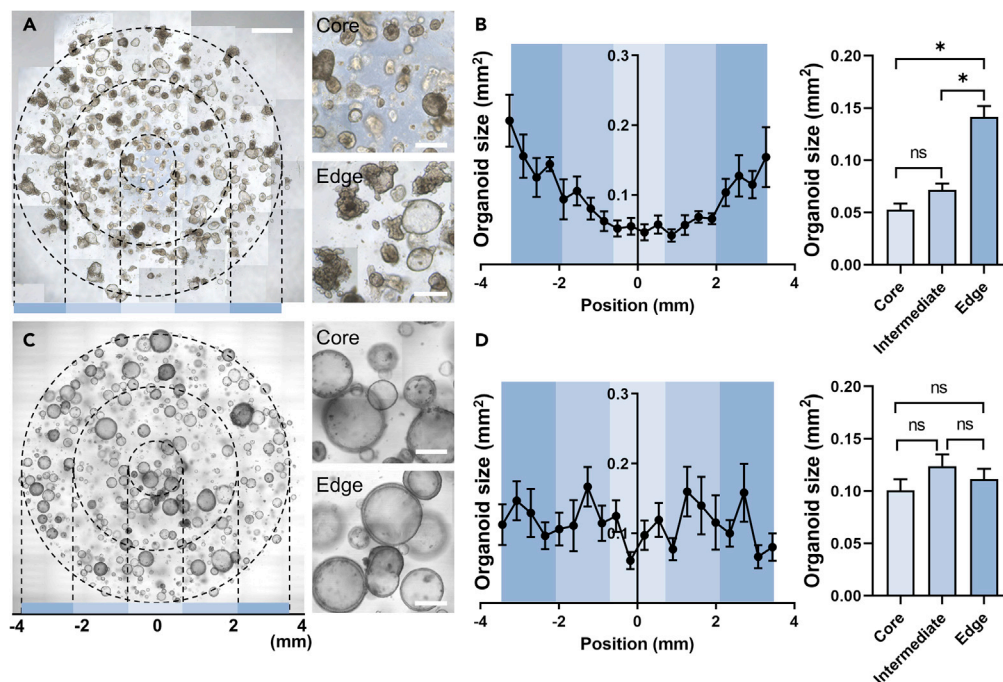 A
Core
Edge
B
Organoid size (mm²)
0.3
0.2
0.1
-4
-2
0
2
4
Position (mm)
Organoid size (mm²)
0.20
0.15
0.10
0.05
0.00
*
*
ns
Core
Intermediate
Edge
C
Core
Edge
-4
-2
0
2
4
(mm)
D
Organoid size (mm²)
0.3
0.2
0.1
-4
-2
0
2
4
Position (mm)
Organoid size (mm²)
0.20
0.15
0.10
0.05
0.00
ns
ns
ns
Core
Intermediate
Edge